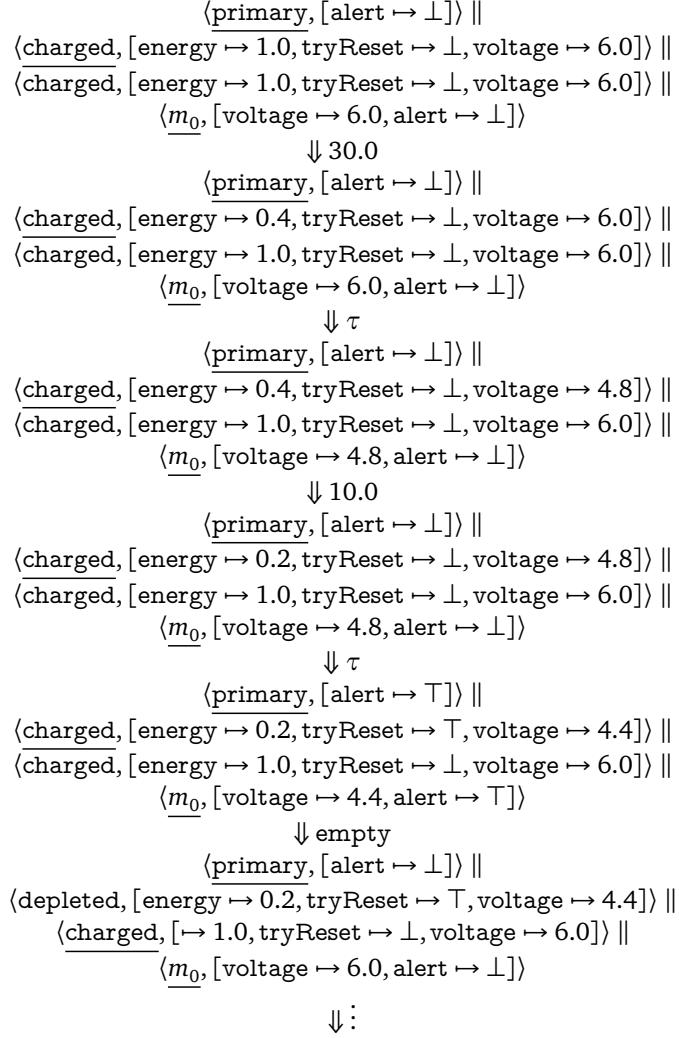 ⟨primary, [alert ↦ ⊥]⟩ ∥
⟨charged, [energy ↦ 1.0, tryReset ↦ ⊥, voltage ↦ 6.0]⟩ ∥
⟨charged, [energy ↦ 1.0, tryReset ↦ ⊥, voltage ↦ 6.0]⟩ ∥
⟨m₀, [voltage ↦ 6.0, alert ↦ ⊥]⟩
⇓ 30.0
⟨primary, [alert ↦ ⊥]⟩ ∥
⟨charged, [energy ↦ 0.4, tryReset ↦ ⊥, voltage ↦ 6.0]⟩ ∥
⟨charged, [energy ↦ 1.0, tryReset ↦ ⊥, voltage ↦ 6.0]⟩ ∥
⟨m₀, [voltage ↦ 6.0, alert ↦ ⊥]⟩
⇓ τ
⟨primary, [alert ↦ ⊥]⟩ ∥
⟨charged, [energy ↦ 0.4, tryReset ↦ ⊥, voltage ↦ 4.8]⟩ ∥
⟨charged, [energy ↦ 1.0, tryReset ↦ ⊥, voltage ↦ 6.0]⟩ ∥
⟨m₀, [voltage ↦ 4.8, alert ↦ ⊥]⟩
⇓ 10.0
⟨primary, [alert ↦ ⊥]⟩ ∥
⟨charged, [energy ↦ 0.2, tryReset ↦ ⊥, voltage ↦ 4.8]⟩ ∥
⟨charged, [energy ↦ 1.0, tryReset ↦ ⊥, voltage ↦ 6.0]⟩ ∥
⟨m₀, [voltage ↦ 4.8, alert ↦ ⊥]⟩
⇓ τ
⟨primary, [alert ↦ ⊤]⟩ ∥
⟨charged, [energy ↦ 0.2, tryReset ↦ ⊤, voltage ↦ 4.4]⟩ ∥
⟨charged, [energy ↦ 1.0, tryReset ↦ ⊥, voltage ↦ 6.0]⟩ ∥
⟨m₀, [voltage ↦ 4.4, alert ↦ ⊤]⟩
⇓ empty
⟨primary, [alert ↦ ⊥]⟩ ∥
⟨depleted, [energy ↦ 0.2, tryReset ↦ ⊤, voltage ↦ 4.4]⟩ ∥
⟨charged, [↦ 1.0, tryReset ↦ ⊥, voltage ↦ 6.0]⟩ ∥
⟨m₀, [voltage ↦ 6.0, alert ↦ ⊥]⟩
⇓ ⋮